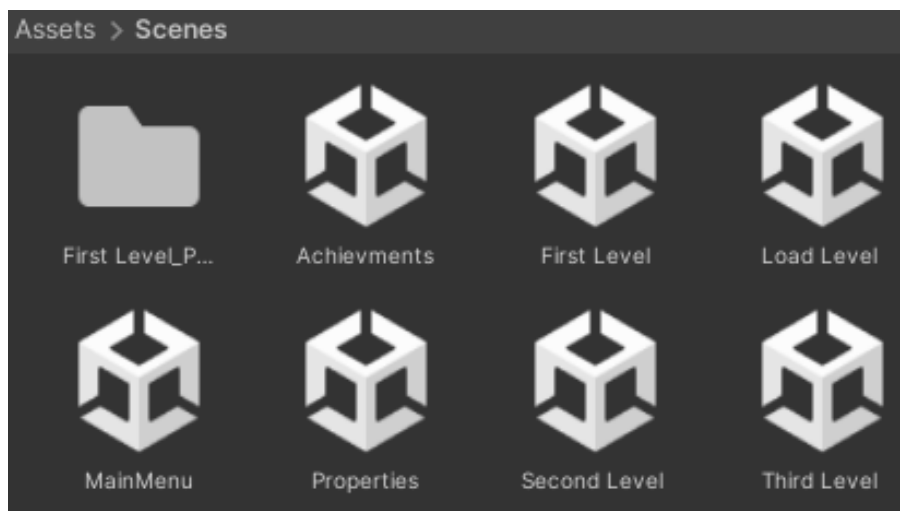 Assets > Scenes
First Level_P...
Achievments
First Level
Load Level
MainMenu
Properties
Second Level
Third Level